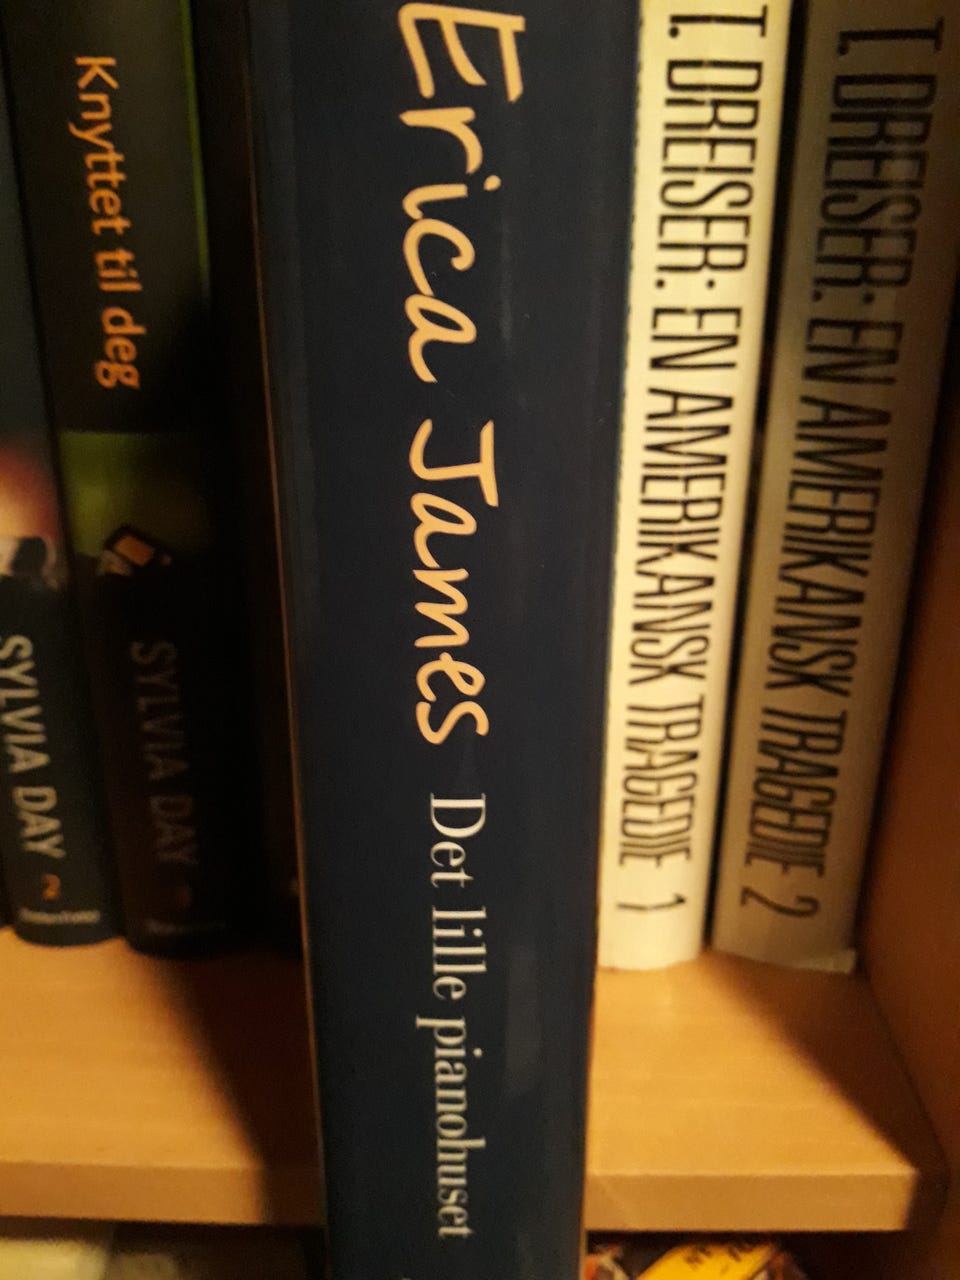 SYLVIA DAY 2
Knyttet til deg
SYLVIA DAY
Erica James Det lille pianohuset
T. DREISER: EN AMERIKANSK TRAGEDIE 1
T. DREISER: EN AMERIKANSK TRAGEDIE 2